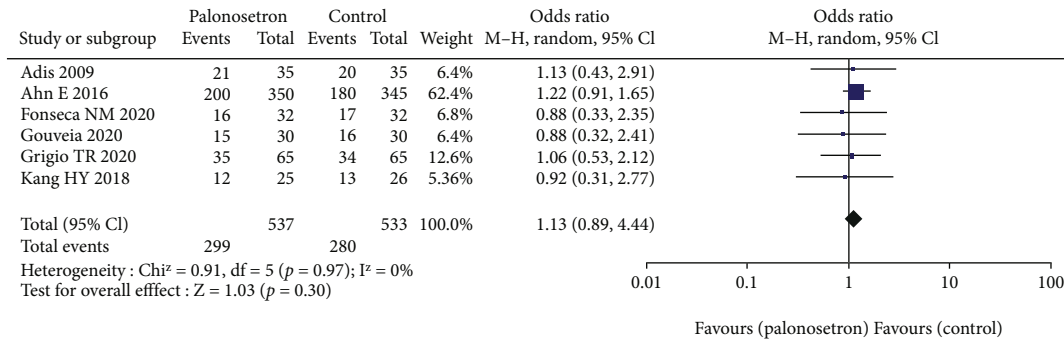 Palonosetron Control Odds ratio Odds ratio
Study or subgroup Events Total Events Total Weight M–H, random, 95% Cl M–H, random, 95% Cl
Adis 2009 21 35 20 35 6.4% 1.13 (0.43, 2.91)
Ahn E 2016 200 350 180 345 62.4% 1.22 (0.91, 1.65)
Fonseca NM 2020 16 32 17 32 6.8% 0.88 (0.33, 2.35)
Gouveia 2020 15 30 16 30 6.4% 0.88 (0.32, 2.41)
Grigio TR 2020 35 65 34 65 12.6% 1.06 (0.53, 2.12)
Kang HY 2018 12 25 13 26 5.36% 0.92 (0.31, 2.77)
Total (95% Cl) 537 533 100.0% 1.13 (0.89, 4.44)
Total events 299 280
Heterogeneity : Chiᶻ = 0.91, df = 5 (p = 0.97); Iᶻ = 0%
Test for overall efffect : Z = 1.03 (p = 0.30)
0.01 0.1 1 10 100
Favours (palonosetron) Favours (control)